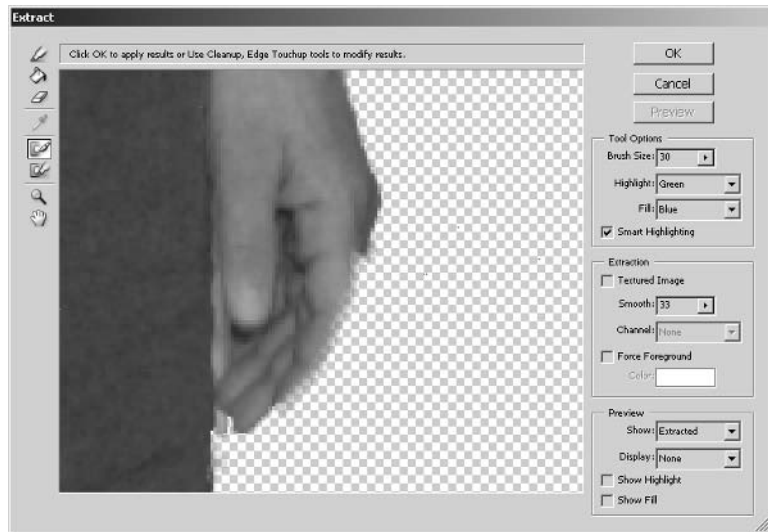 Extract
Click OK to apply results or Use Cleanup, Edge Touchup tools to modify results.
OK
Cancel
Preview
Tool Options
Brush Size: 30
Highlight: Green
Fill: Blue
Smart Highlighting
Extraction
Textured Image
Smooth: 33
Channel: None
Force Foreground
Color:
Preview
Show: Extracted
Display: None
Show Highlight
Show Fill